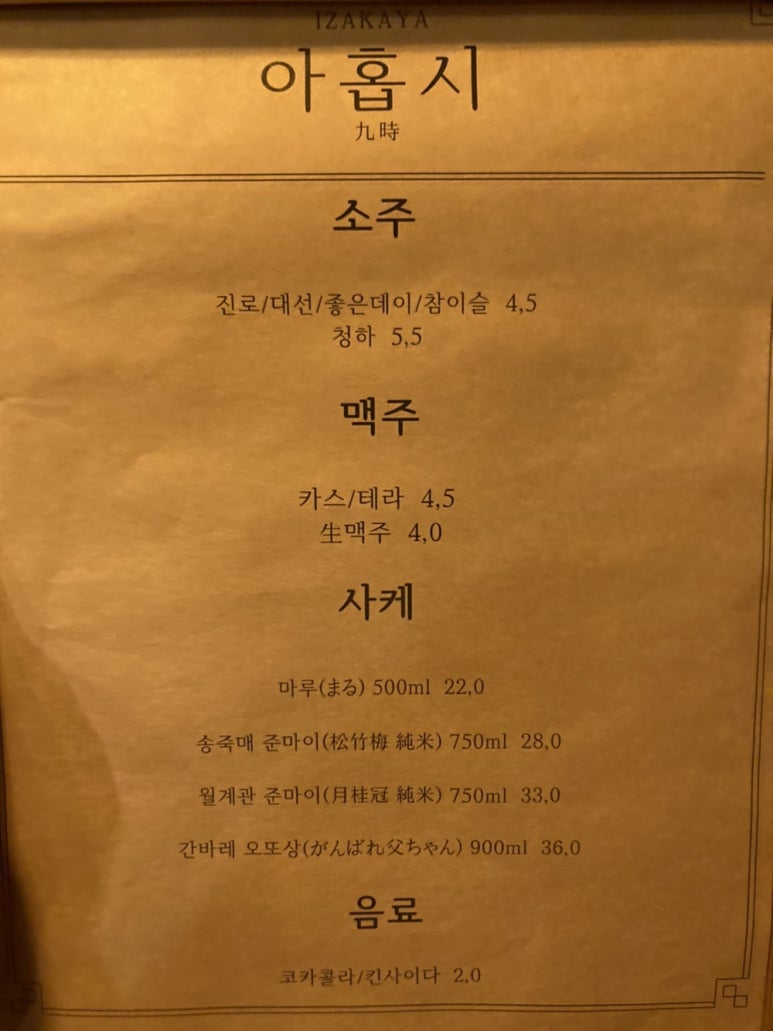 IZAKAYA
아홉시
九時
소주
진로/대선/좋은데이/참이슬 4,5
청하 5,5
맥주
카스/테라 4,5
生맥주 4,0
사케
마루(まる) 500ml 22,0
송죽매 준마이(松竹梅 純米) 750ml 28,0
월계관 준마이(月桂冠 純米) 750ml 33,0
간바레 오또상(がんばれ父ちゃん) 900ml 36,0
음료
코카콜라/킨사이다 2,0